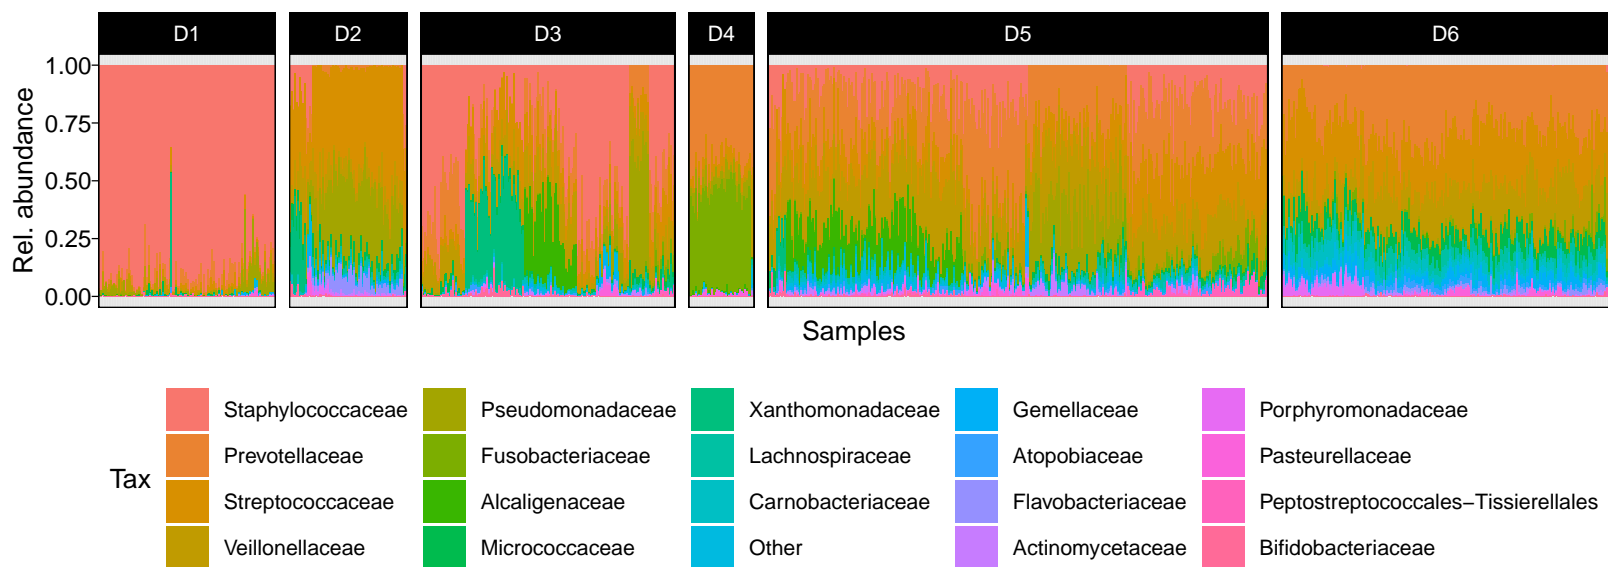 D1 D2 D3 D4 D5 D6
1.00
0.75
0.50
0.25
0.00
Rel. abundance
Samples
Tax
Staphylococcaceae Pseudomonadaceae Xanthomonadaceae Gemellaceae Porphyromonadaceae
Prevotellaceae Fusobacteriaceae Lachnospiraceae Atopobiaceae Pasteurellaceae
Streptococcaceae Alcaligenaceae Carnobacteriaceae Flavobacteriaceae Peptostreptococcales−Tissierellales
Veillonellaceae Micrococcaceae Other Actinomycetaceae Bifidobacteriaceae